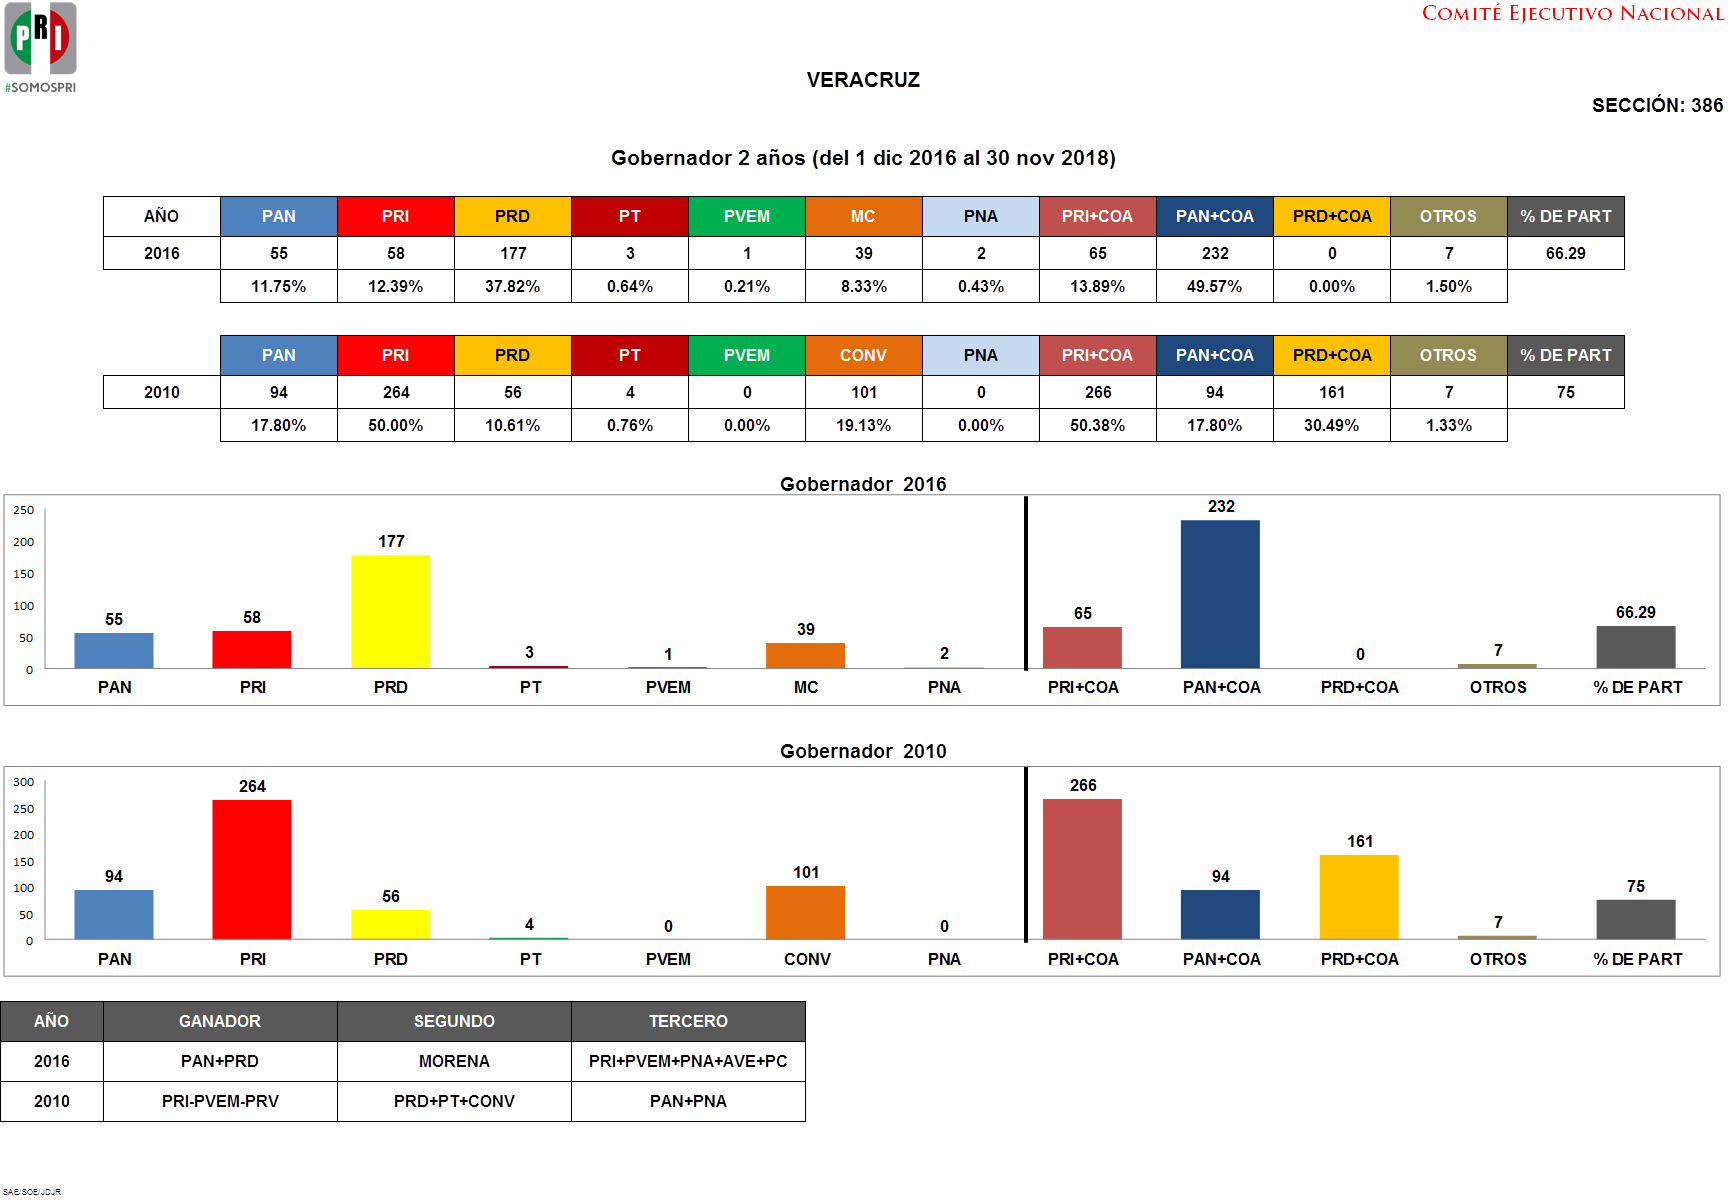 PRI
#SOMOSPRI
COMITÉ EJECUTIVO NACIONAL
VERACRUZ
SECCIÓN: 386
Gobernador 2 años (del 1 dic 2016 al 30 nov 2018)
AÑO PAN PRI PRD PT PVEM MC PNA PRI+COA PAN+COA PRD+COA OTROS % DE PART
2016 55 58 177 3 1 39 2 65 232 0 7 66.29
11.75% 12.39% 37.82% 0.64% 0.21% 8.33% 0.43% 13.89% 49.57% 0.00% 1.50%
PAN PRI PRD PT PVEM CONV PNA PRI+COA PAN+COA PRD+COA OTROS % DE PART
2010 94 264 56 4 0 101 0 266 94 161 7 75
17.80% 50.00% 10.61% 0.76% 0.00% 19.13% 0.00% 50.38% 17.80% 30.49% 1.33%
Gobernador 2016
250
200
150
100
50
0
55 58 177 3 1 39 2 65 232 0 7 66.29
PAN PRI PRD PT PVEM MC PNA PRI+COA PAN+COA PRD+COA OTROS % DE PART
Gobernador 2010
300
250
200
150
100
50
0
94 264 56 4 0 101 0 266 94 161 7 75
PAN PRI PRD PT PVEM CONV PNA PRI+COA PAN+COA PRD+COA OTROS % DE PART
AÑO GANADOR SEGUNDO TERCERO
2016 PAN+PRD MORENA PRI+PVEM+PNA+AVE+PC
2010 PRI-PVEM-PRV PRD+PT+CONV PAN+PNA
SAE/SOE/JDJR